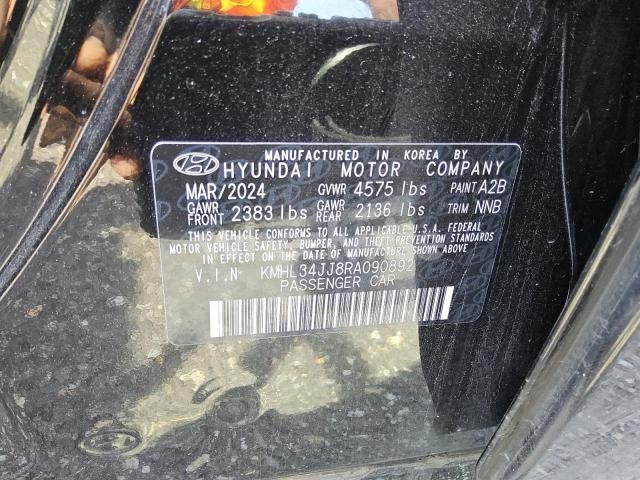 MANUFACTURED IN KOREA BY
HYUNDAI MOTOR COMPANY
MAR/2024 GVWR 4575 lbs PAINT A2B
GAWR FRONT 2383 lbs GAWR REAR 2136 lbs TRIM NNB
THIS VEHICLE CONFORMS TO ALL APPLICABLE U.S.A. FEDERAL
MOTOR VEHICLE SAFETY, BUMPER, AND THEFT PREVENTION STANDARDS
IN EFFECT ON THE DATE OF MANUFACTURE SHOWN ABOVE.
V.I.N KMHL34JJ8RA090892
PASSENGER CAR